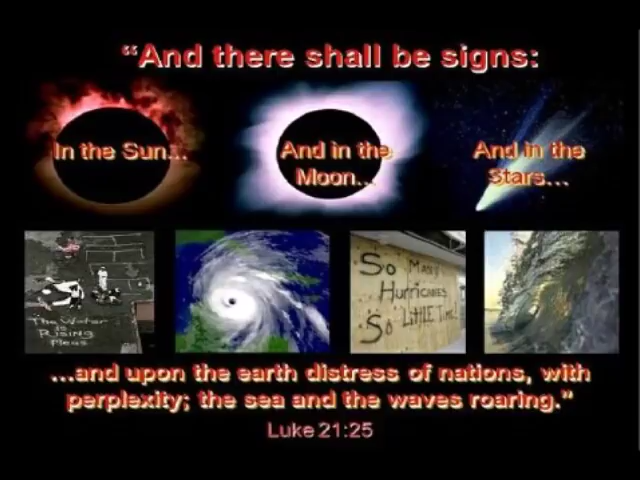 “And there shall be signs:
In the Sun...
And in the
Moon...
And in the
Stars...
The Water
is
Rising
Pleas
So Many
Hurricanes
So Little Time!
...and upon the earth distress of nations, with
perplexity; the sea and the waves roaring.”
Luke 21:25